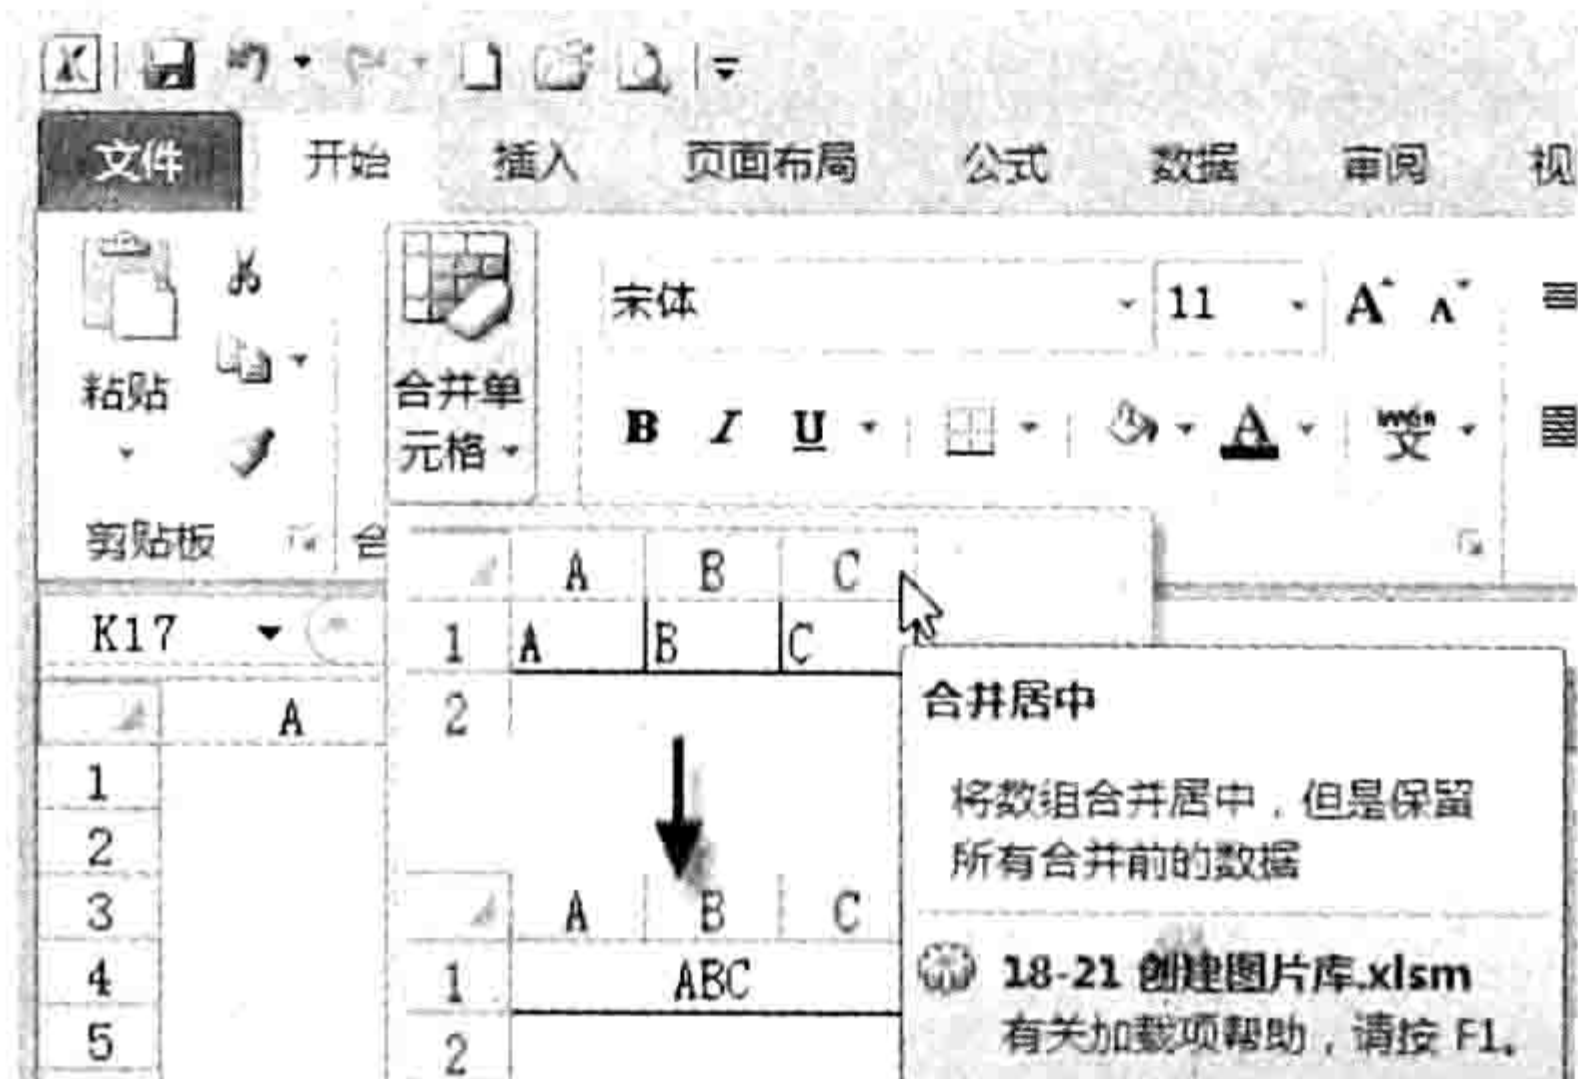 文件 开始 插入 页面布局 公式 数据 审阅 视
宋体 11 A A
粘贴
合并单
元格
B I U A wén 文
剪贴板 合
A B C
K17
1 A B C
A
2
合并居中
1
将数组合并居中，但是保留
2
所有合并前的数据
3
A B C
4
1 ABC
18-21 创建图片库.xlsm
5
有关加载项帮助，请按 F1。
2